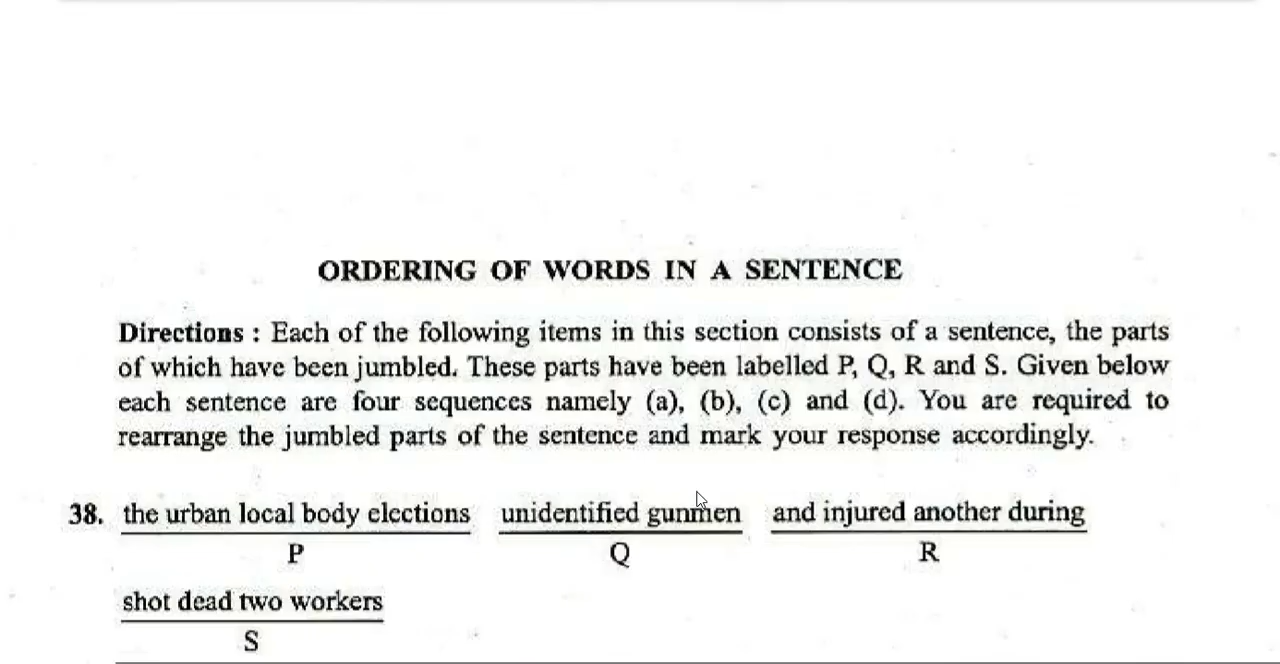 ORDERING OF WORDS IN A SENTENCE
Directions : Each of the following items in this section consists of a sentence, the parts
of which have been jumbled. These parts have been labelled P, Q, R and S. Given below
each sentence are four sequences namely (a), (b), (c) and (d). You are required to
rearrange the jumbled parts of the sentence and mark your response accordingly.
38. the urban local body elections unidentified gunmen and injured another during
P Q R
shot dead two workers
S